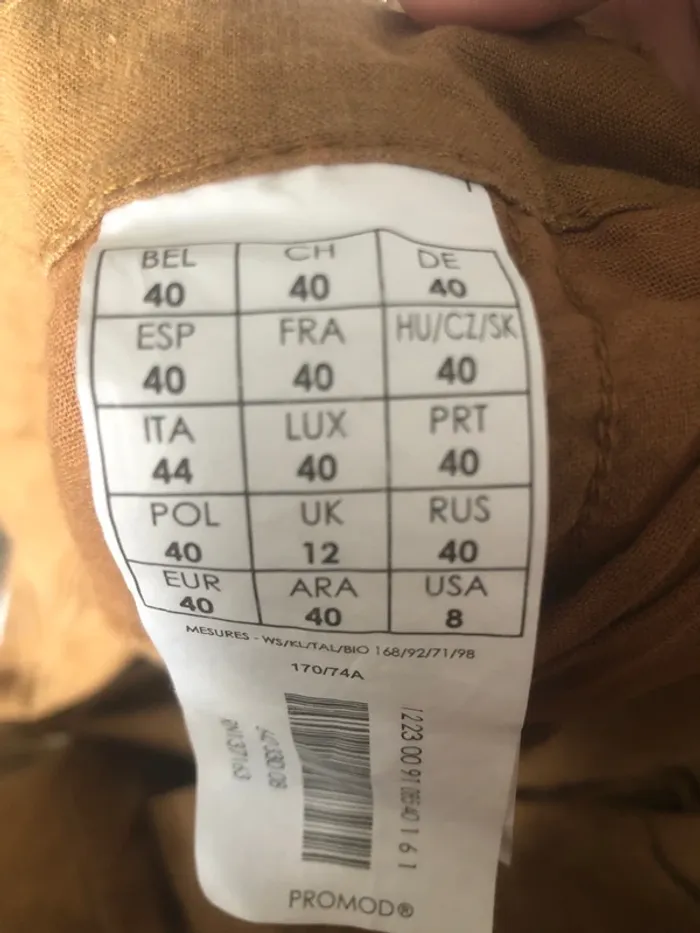 BEL CH DE
40 40 40
ESP FRA HU/CZ/SK
40 40 40
ITA LUX PRT
44 40 40
POL UK RUS
40 12 40
EUR ARA USA
40 40 8
MESURES - WS/KL/TAL/BIO 168/92/71/98
170/74A
PROMOD®